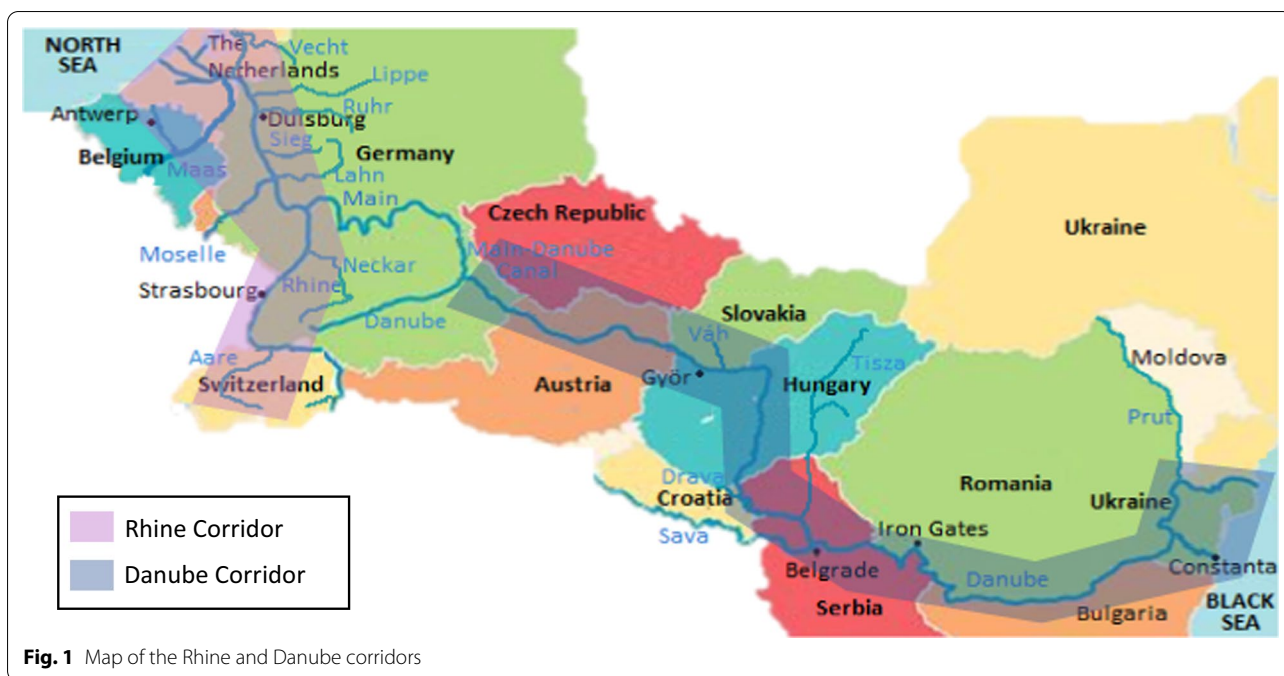 NORTH
SEA
The
Netherlands
Vecht
Lippe
Antwerp
Ruhr
Duisburg
Sieg
Belgium
Maas
Germany
Lahn
Main
Czech Republic
Ukraine
Moselle
Main-Danube
Canal
Neckar
Strasbourg
Rhine
Danube
Slovakia
Váh
Aare
Switzerland
Austria
Györ
Hungary
Tisza
Moldova
Prut
Drava
Croatia
Romania
Ukraine
Sava
Iron Gates
Belgrade
Danube
Constanta
Serbia
Bulgaria
BLACK
SEA
Rhine Corridor
Danube Corridor
Fig. 1 Map of the Rhine and Danube corridors